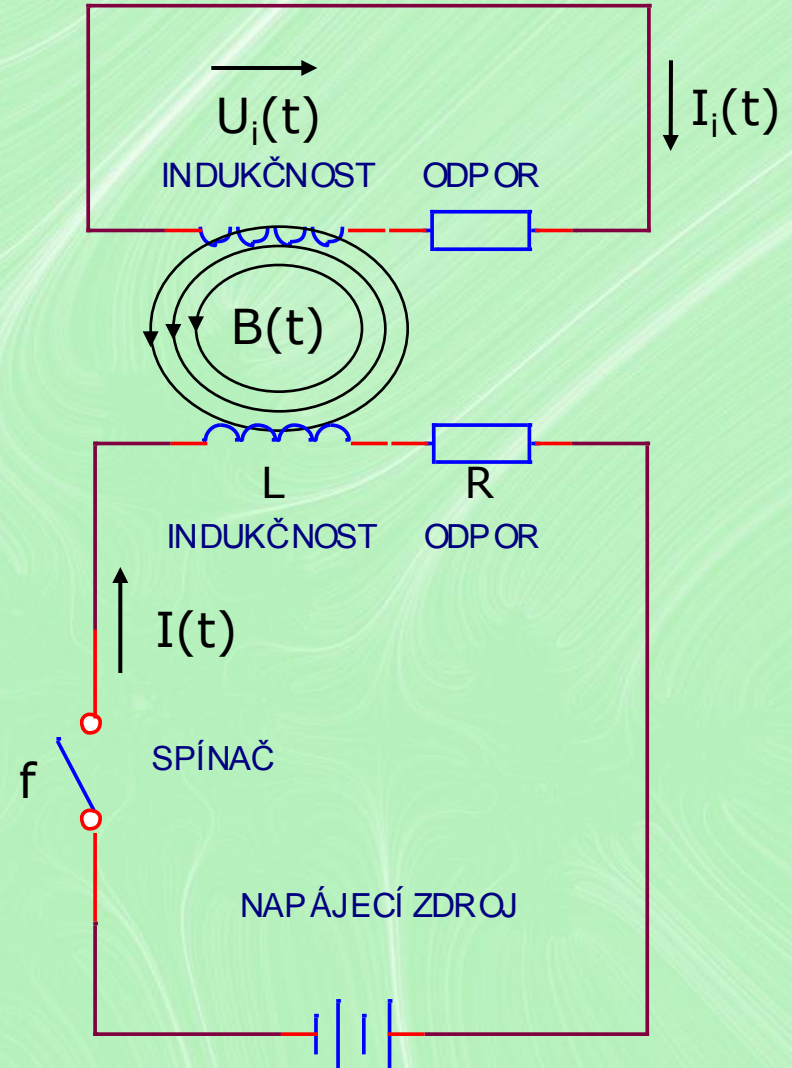 Uᵢ(t)
Iᵢ(t)
INDUKČNOST ODPOR
B(t)
L R
INDUKČNOST ODPOR
I(t)
SPÍNAČ
f
NAPÁJECÍ ZDROJ